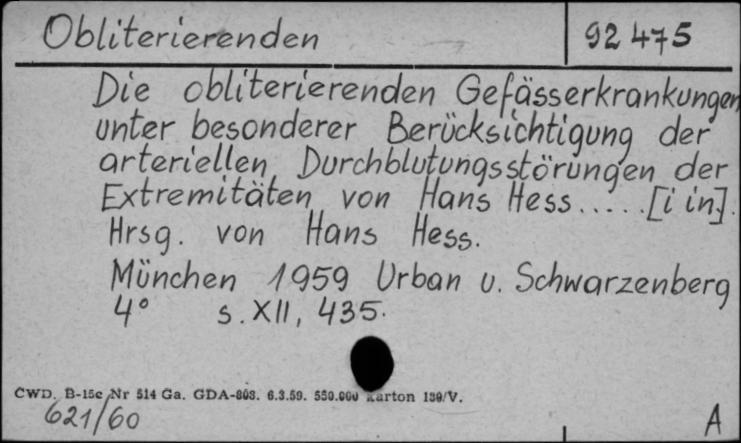 Obliterierenden 92 475
Die obliterierenden Gefässerkrankungen
unter besonderer Berücksichtigung der
arteriellen Durchblutungsstörungen der
Extremitäten von Hans Hess.....[i in].
Hrsg. von Hans Hess.
München 1959 Urban u. Schwarzenberg
4° s. XII, 435.
CWD. B-15c Nr 514 Ga. GDA-803. 6.3.59. 550.000 Karton 130/V.
621/60 A